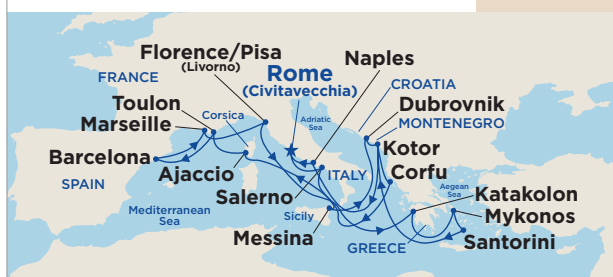 Florence/Pisa
(Livorno)
Naples
FRANCE
Rome
(Civitavecchia)
CROATIA
Toulon
Corsica
Adriatic
Sea
Dubrovnik
Marseille
MONTENEGRO
Kotor
Barcelona
Ajaccio
ITALY
Corfu
SPAIN
Salerno
Aegean
Sea
Katakolon
Mediterranean
Sea
Sicily
Mykonos
Messina
GREECE
Santorini